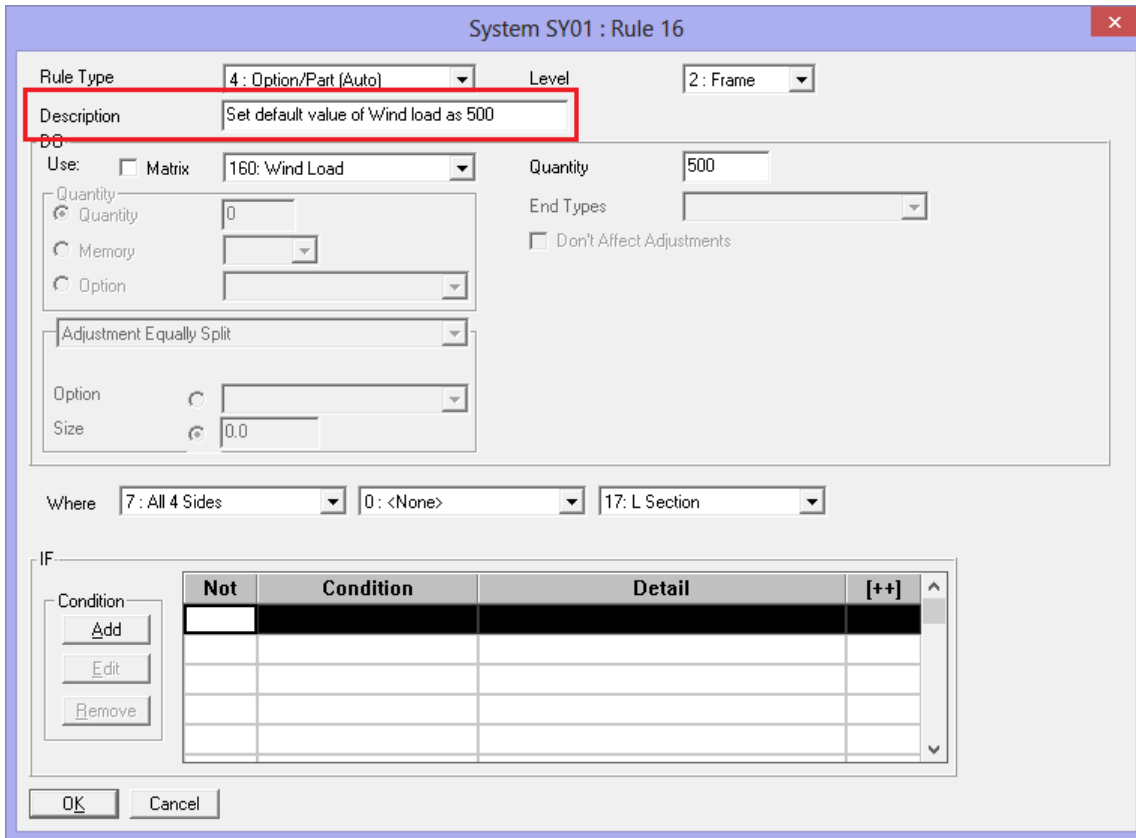 System SY01 : Rule 16
Rule Type 4 : Option/Part (Auto) Level 2 : Frame
Description Set default value of Wind load as 500
DO
Use: Matrix 160: Wind Load Quantity 500
Quantity
Quantity 0 End Types
Memory Don't Affect Adjustments
Option
Adjustment Equally Split
Option
Size 0.0
Where 7 : All 4 Sides 0 : <None> 17: L Section
IF
Condition
Not Condition Detail [++]
Add
Edit
Remove
OK Cancel